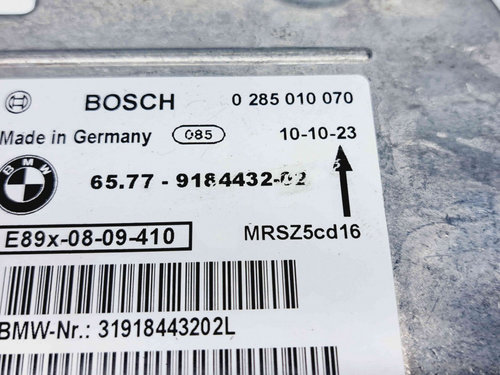 BOSCH 0 285 010 070
Made in Germany 085 10-10-23
BMW 65.77 - 9184432-02
E89x-08-09-410 MRSZ5cd16
BMW-Nr.: 31918443202L